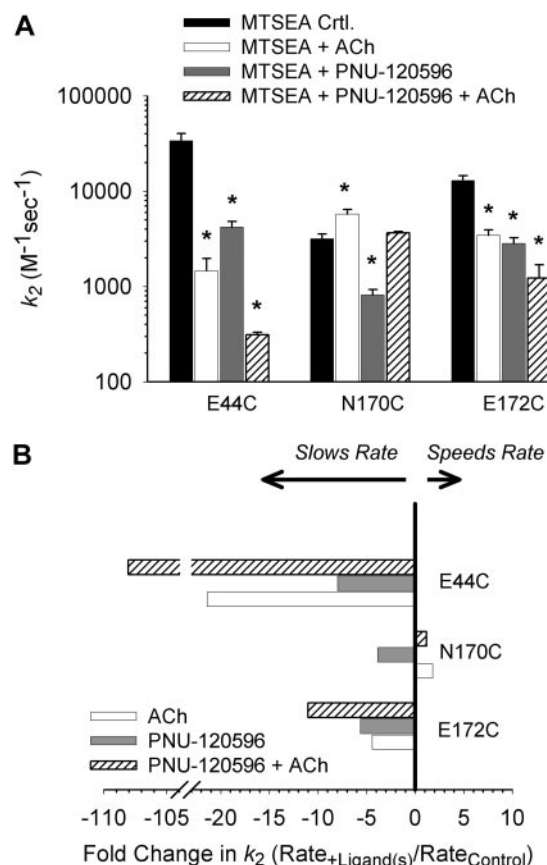 A
MTSEA Crtl.
MTSEA + ACh
MTSEA + PNU-120596
MTSEA + PNU-120596 + ACh
k2 (M-1sec-1)
100000
10000
1000
100
* * *
* *
* * *
E44C N170C E172C
B
Slows Rate Speeds Rate
E44C
N170C
E172C
ACh
PNU-120596
PNU-120596 + ACh
-110 -105 -20 -15 -10 -5 0 5 10
Fold Change in k2 (Rate+Ligand(s)/RateControl)